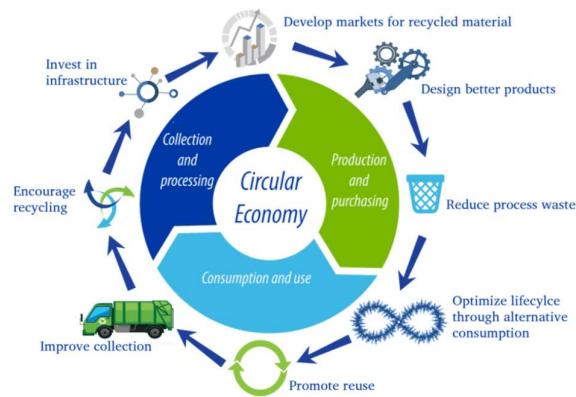 Develop markets for recycled material
Invest in
infrastructure
Design better products
Collection
and
processing
Production
and
purchasing
Circular
Economy
Encourage
recycling
Reduce process waste
Consumption and use
Optimize lifecylce
through alternative
consumption
Improve collection
Promote reuse